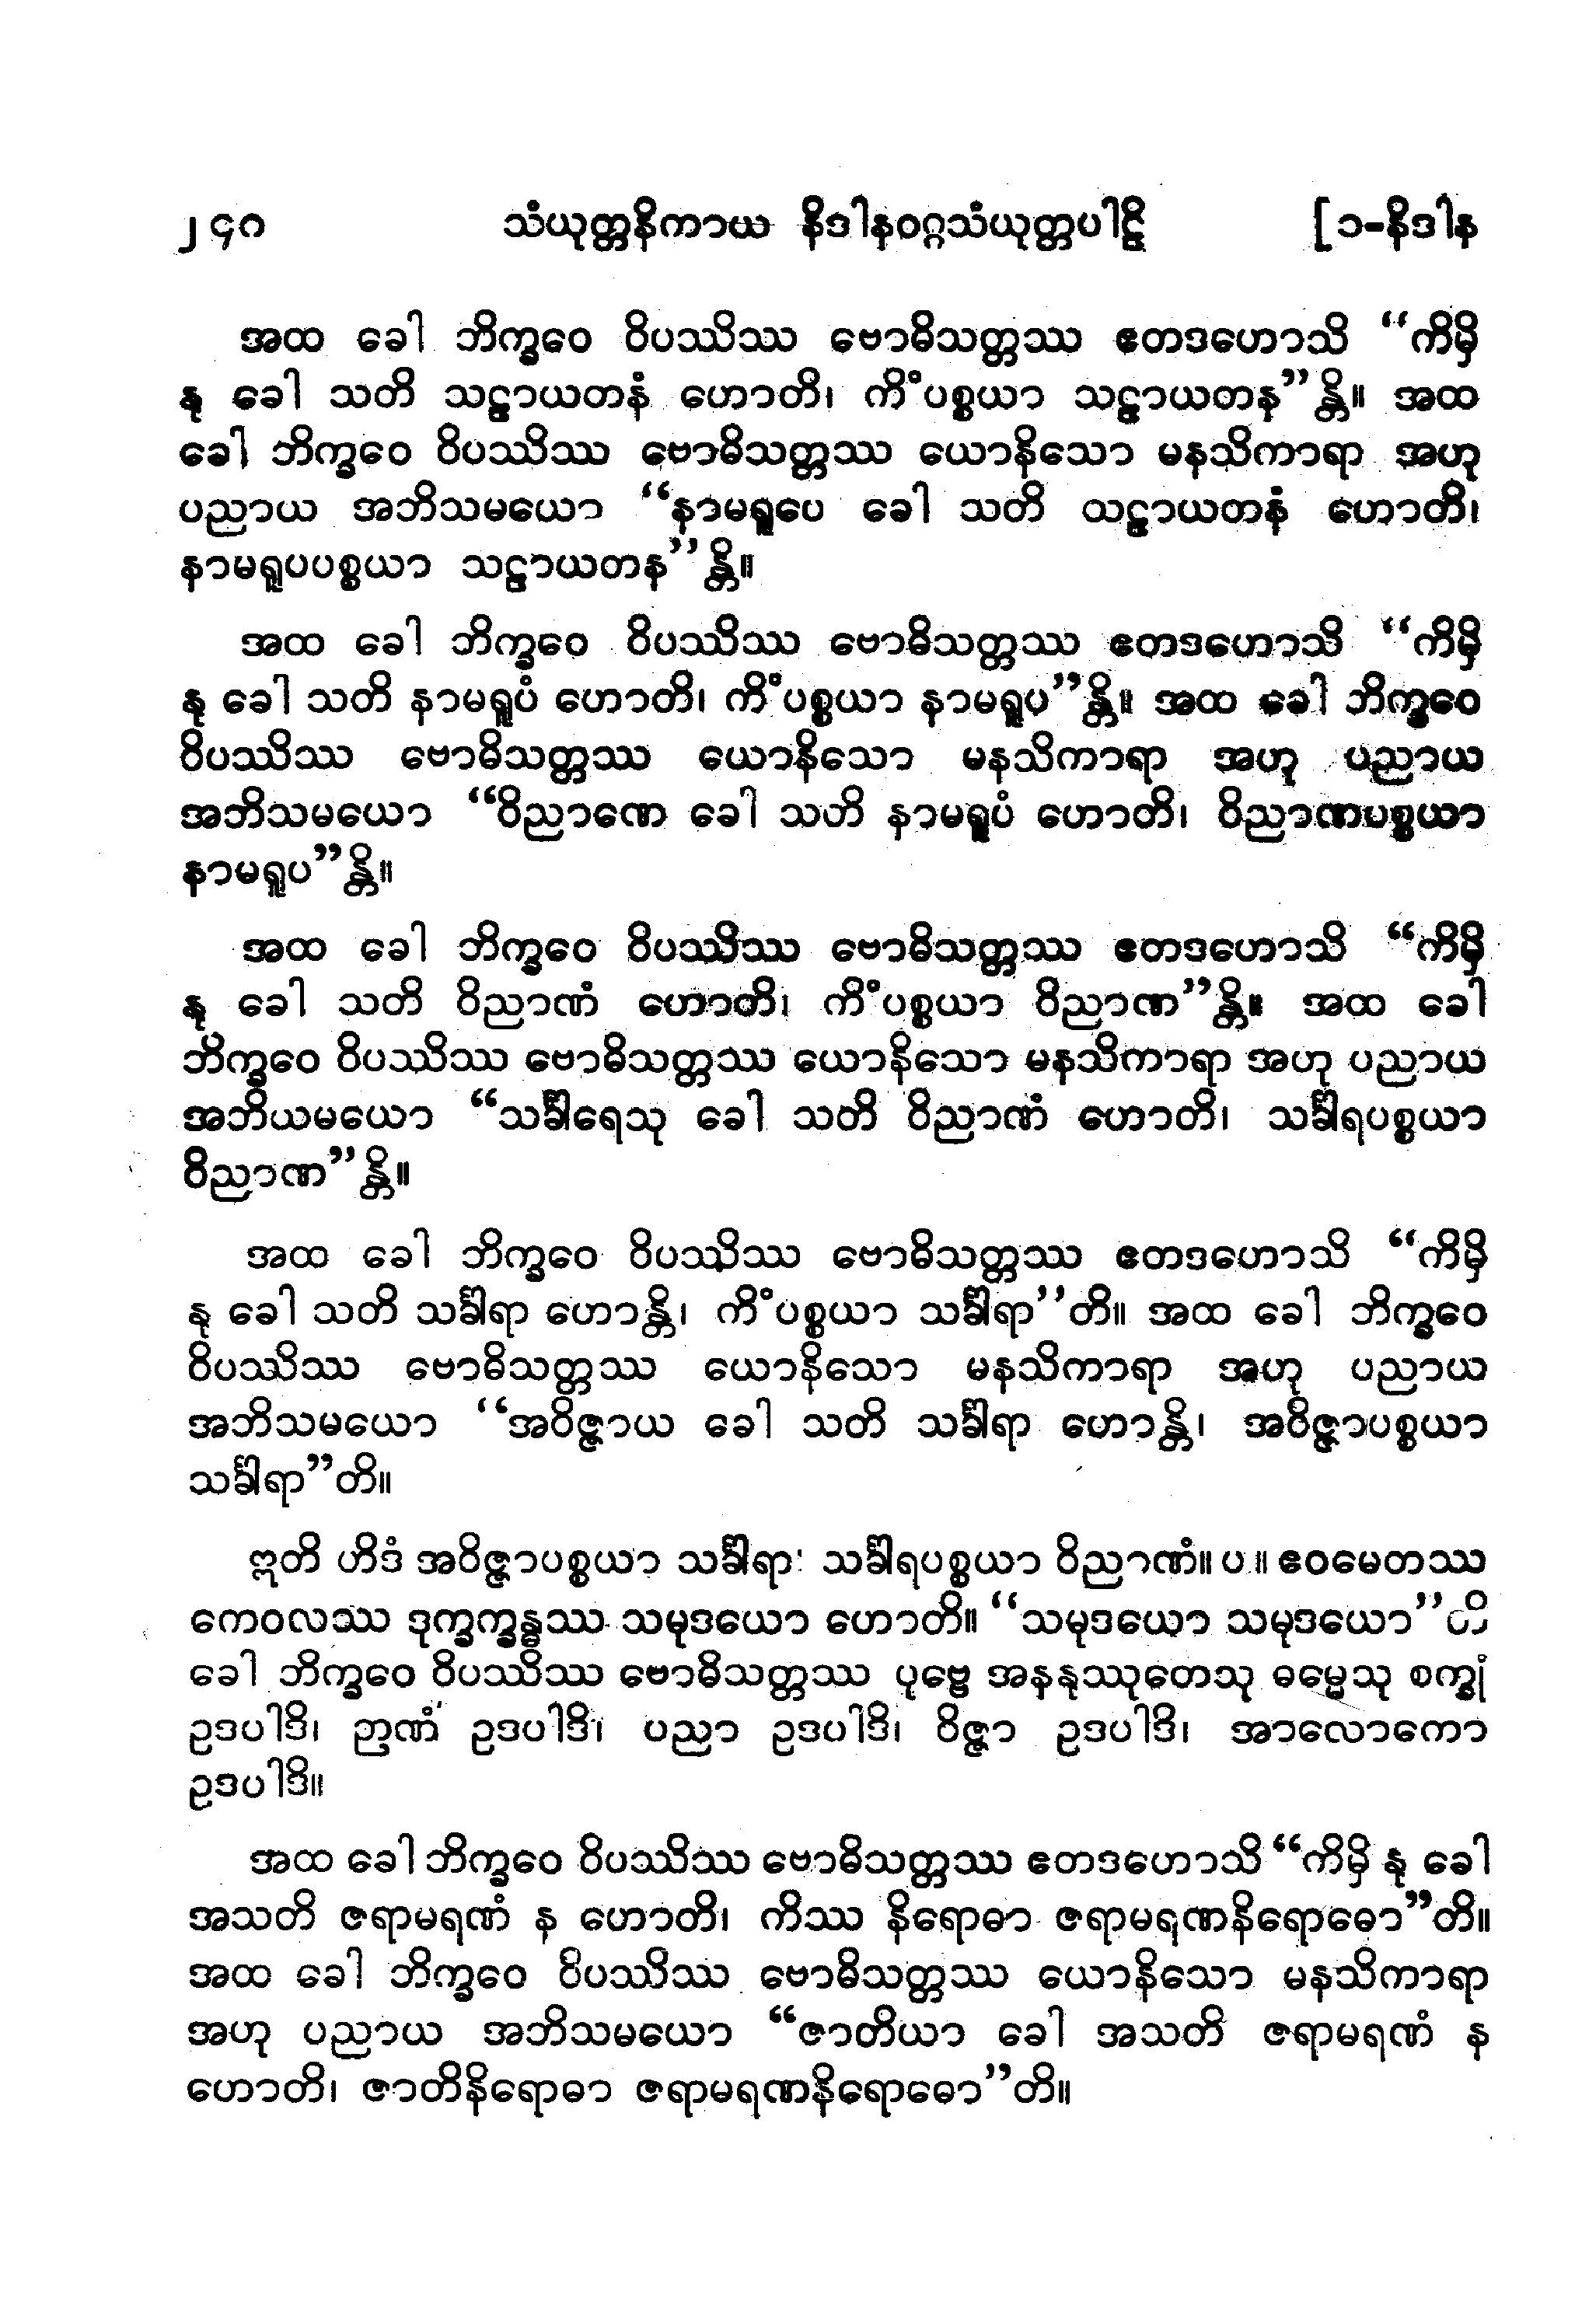 ၂၄၀ သံယုတ္တနိကာယ နိဒါနဝဂ္ဂသံယုတ္တပါဠိ [၁-နိဒါန
အထ ခေါ ဘိက္ခဝေ ဝိပဿိဿ ဗောဓိသတ္တဿ ဧတဒဟောသိ “ကိမှိ
နု ခေါ သတိ သဠာယတနံ ဟောတိ၊ ကိံပစ္စယာ သဠာယတန”န္တိ။ အထ
ခေါ ဘိက္ခဝေ ဝိပဿိဿ ဗောဓိသတ္တဿ ယောနိသော မနသိကာရာ အဟု
ပညာယ အဘိသမယော “နာမရူပေ ခေါ သတိ သဠာယတနံ ဟောတိ၊
နာမရူပပစ္စယာ သဠာယတန”န္တိ။
အထ ခေါ ဘိက္ခဝေ ဝိပဿိဿ ဗောဓိသတ္တဿ ဧတဒဟောသိ “ကိမှိ
နု ခေါ သတိ နာမရူပံ ဟောတိ၊ ကိံပစ္စယာ နာမရူပ”န္တိ။ အထ ခေါ ဘိက္ခဝေ
ဝိပဿိဿ ဗောဓိသတ္တဿ ယောနိသော မနသိကာရာ အဟု ပညာယ
အဘိသမယော “ဝိညာဏေ ခေါ သတိ နာမရူပံ ဟောတိ၊ ဝိညာဏပစ္စယာ
နာမရူပ”န္တိ။
အထ ခေါ ဘိက္ခဝေ ဝိပဿိဿ ဗောဓိသတ္တဿ ဧတဒဟောသိ “ကိမှိ
နု ခေါ သတိ ဝိညာဏံ ဟောတိ၊ ကိံပစ္စယာ ဝိညာဏ”န္တိ။ အထ ခေါ
ဘိက္ခဝေ ဝိပဿိဿ ဗောဓိသတ္တဿ ယောနိသော မနသိကာရာ အဟု ပညာယ
အဘိယမယော “သင်္ခါရေသု ခေါ သတိ ဝိညာဏံ ဟောတိ၊ သင်္ခါရပစ္စယာ
ဝိညာဏ”န္တိ။
အထ ခေါ ဘိက္ခဝေ ဝိပဿိဿ ဗောဓိသတ္တဿ ဧတဒဟောသိ “ကိမှိ
နု ခေါ သတိ သင်္ခါရာ ဟောန္တိ၊ ကိံပစ္စယာ သင်္ခါရာ”တိ။ အထ ခေါ ဘိက္ခဝေ
ဝိပဿိဿ ဗောဓိသတ္တဿ ယောနိသော မနသိကာရာ အဟု ပညာယ
အဘိသမယော “အဝိဇ္ဇာယ ခေါ သတိ သင်္ခါရာ ဟောန္တိ၊ အဝိဇ္ဇာပစ္စယာ
သင်္ခါရာ”တိ။
ဣတိ ဟိဒံ အဝိဇ္ဇာပစ္စယာ သင်္ခါရာ၊ သင်္ခါရပစ္စယာ ဝိညာဏံ။ ပ ။ ဧဝမေတဿ
ကေဝလဿ ဒုက္ခက္ခန္ဓဿ သမုဒယော ဟောတိ။ “သမုဒယော သမုဒယော”တိ
ခေါ ဘိက္ခဝေ ဝိပဿိဿ ဗောဓိသတ္တဿ ပုဗ္ဗေ အနနုဿုတေသု ဓမ္မေသု စက္ခုံ
ဥဒပါဒိ၊ ဉာဏံ ဥဒပါဒိ၊ ပညာ ဥဒပါဒိ၊ ဝိဇ္ဇာ ဥဒပါဒိ၊ အာလောကော
ဥဒပါဒိ။
အထ ခေါ ဘိက္ခဝေ ဝိပဿိဿ ဗောဓိသတ္တဿ ဧတဒဟောသိ “ကိမှိ နု ခေါ
အသတိ ဇရာမရဏံ န ဟောတိ၊ ကိဿ နိရောဓာ ဇရာမရဏနိရောဓော”တိ။
အထ ခေါ ဘိက္ခဝေ ဝိပဿိဿ ဗောဓိသတ္တဿ ယောနိသော မနသိကာရာ
အဟု ပညာယ အဘိသမယော “ဇာတိယာ ခေါ အသတိ ဇရာမရဏံ န
ဟောတိ၊ ဇာတိနိရောဓာ ဇရာမရဏနိရောဓော”တိ။